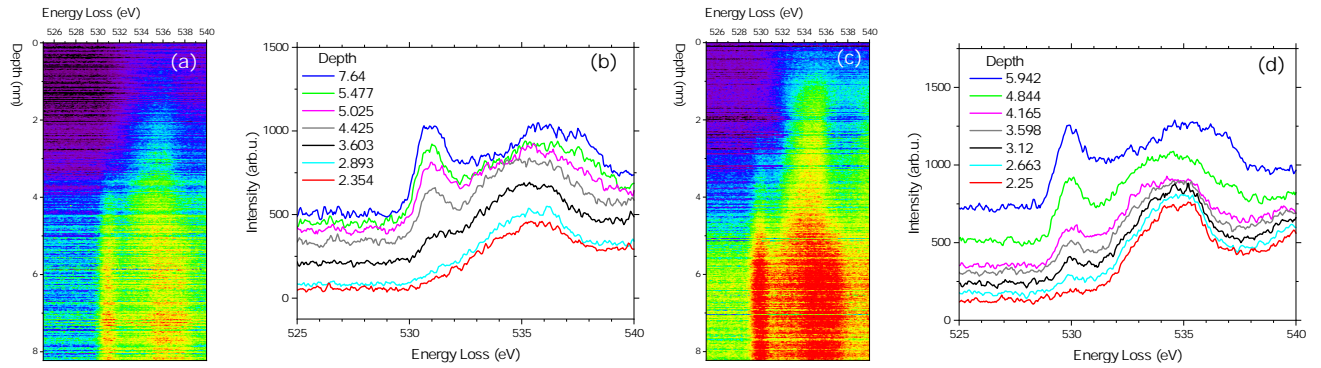 Energy Loss (eV)
526 528 530 532 534 536 538 540
Depth (nm)
0
2
4
6
8
(a)
1500
1000
500
0
Intensity (arb.u.)
(b)
Depth
7.64
5.477
5.025
4.425
3.603
2.893
2.354
525 530 535 540
Energy Loss (eV)
Energy Loss (eV)
526 528 530 532 534 536 538 540
Depth (nm)
0
2
4
6
8
(c)
1500
1000
500
0
Intensity (arb.u.)
(d)
Depth
5.942
4.844
4.165
3.598
3.12
2.663
2.25
525 530 535 540
Energy Loss (eV)